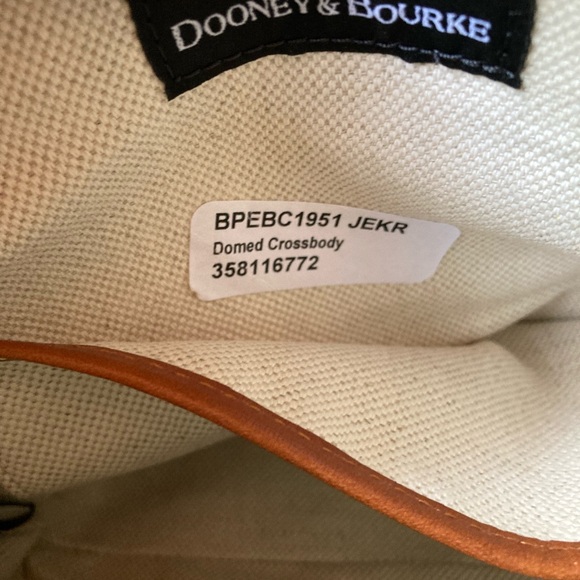 DOONEY & BOURKE
BPEBC1951 JEKR
Domed Crossbody
358116772